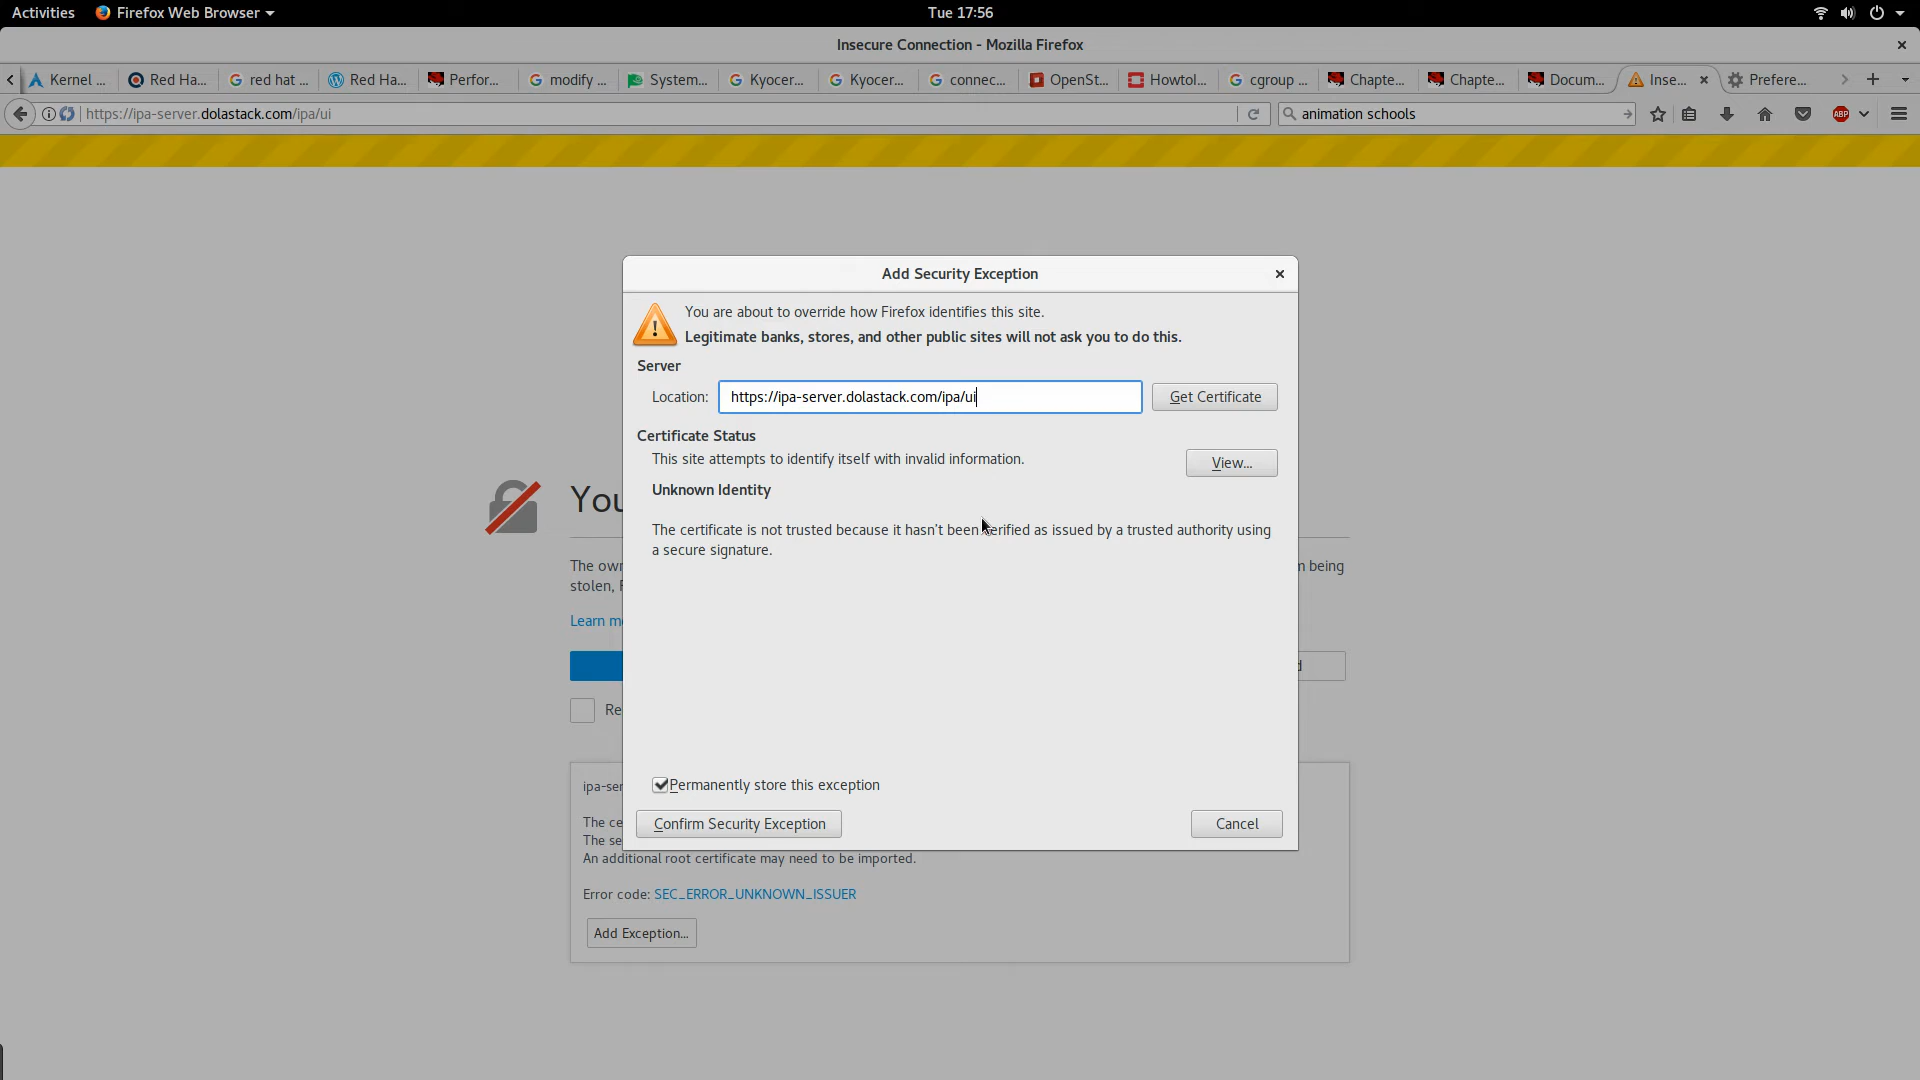 Activities
Firefox Web Browser
Tue 17:56
Insecure Connection - Mozilla Firefox
Kernel ...
Red Ha...
red hat ...
Red Ha...
Perfor...
modify ...
System...
Kyocer...
Kyocer...
connec...
OpenSt...
Howtol...
cgroup ...
Chapte...
Chapte...
Docum...
Inse...
Prefere...
https://ipa-server.dolastack.com/ipa/ui
animation schools
ABP
Add Security Exception
You are about to override how Firefox identifies this site.
Legitimate banks, stores, and other public sites will not ask you to do this.
Server
Location:
https://ipa-server.dolastack.com/ipa/ui
Get Certificate
Certificate Status
This site attempts to identify itself with invalid information.
View...
Unknown Identity
The certificate is not trusted because it hasn't been verified as issued by a trusted authority using
a secure signature.
Permanently store this exception
Confirm Security Exception
Cancel
You
The own
m being
stolen, F
Learn m
d
Re
ipa-ser
The ce
The se
An additional root certificate may need to be imported.
Error code: SEC_ERROR_UNKNOWN_ISSUER
Add Exception...